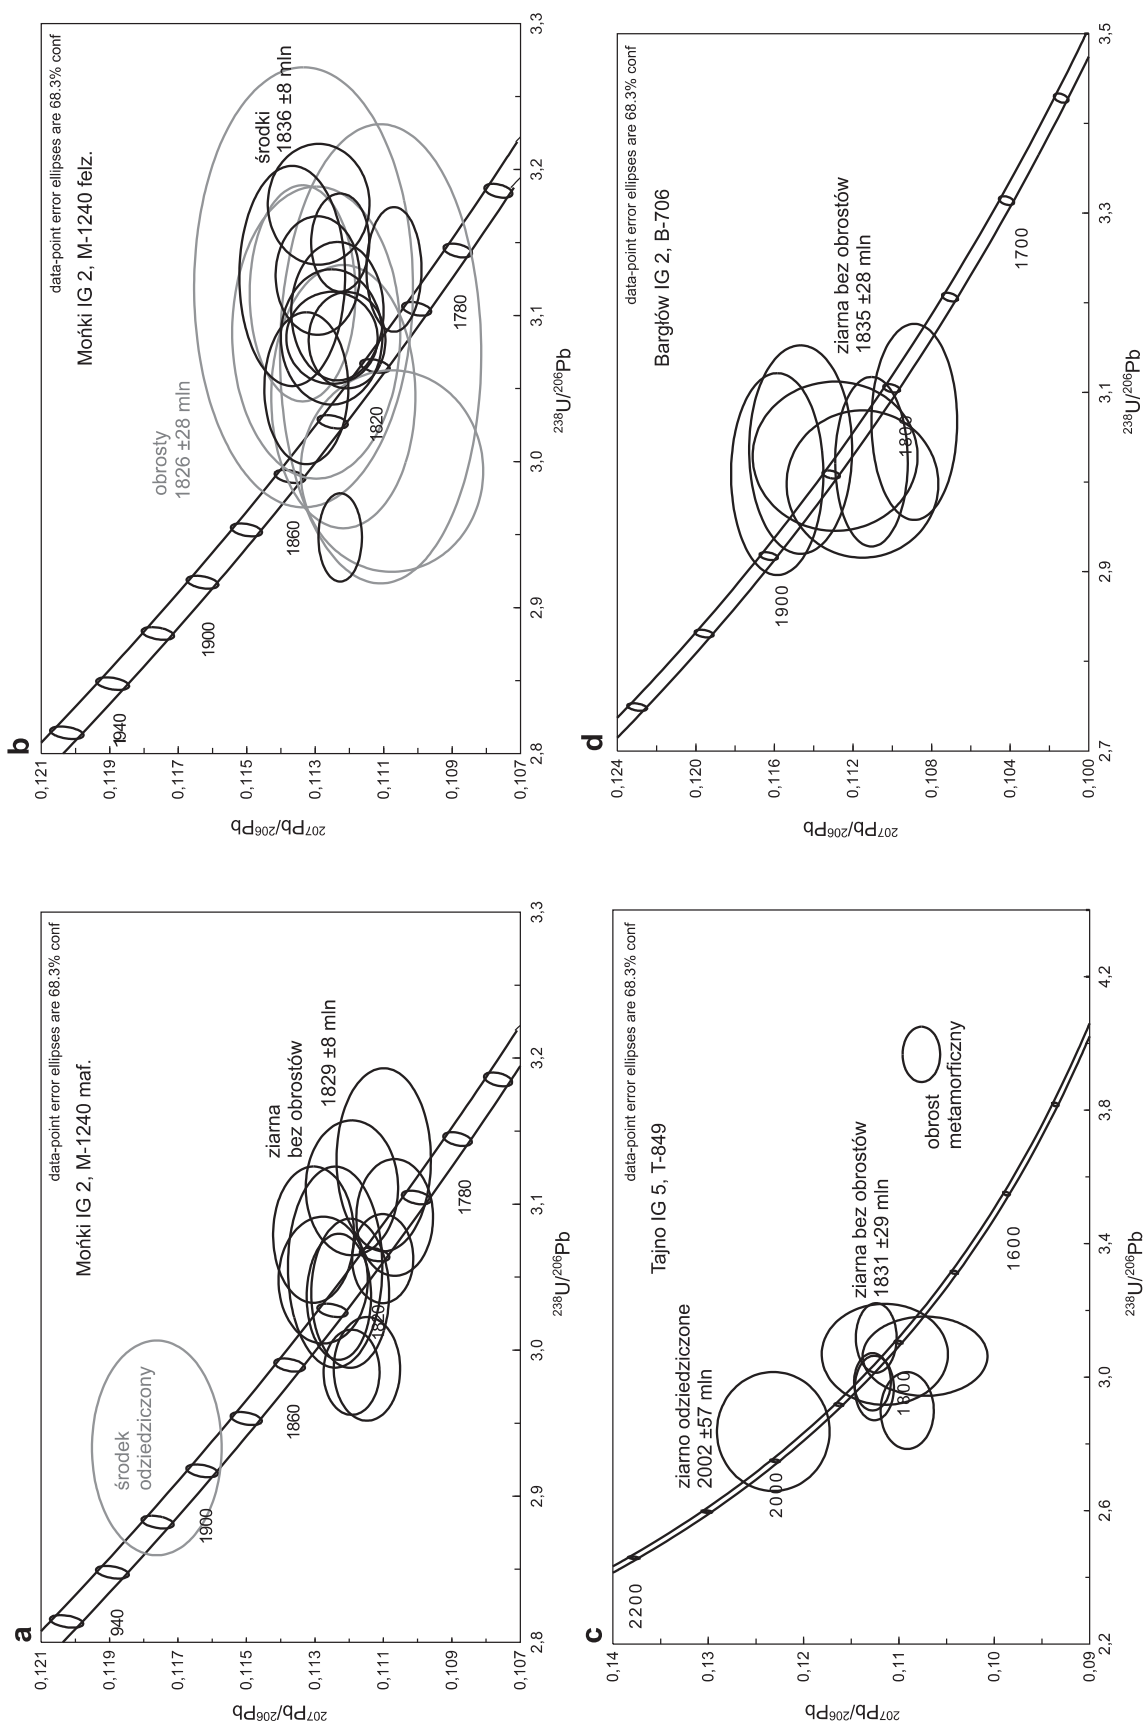 a
data-point error ellipses are 68.3% conf
Mońki IG 2, M-1240 maf.
0,121
0,119
0,117
0,115
0,113
0,111
0,109
0,107
207Pb/206Pb
940
1900
1860
1820
1780
środek
odziedziczony
ziarna
bez obrostów
1829 ±8 mln
2,8
2,9
3,0
3,1
3,2
3,3
238U/206Pb
b
data-point error ellipses are 68.3% conf
Mońki IG 2, M-1240 felz.
0,121
0,119
0,117
0,115
0,113
0,111
0,109
0,107
207Pb/206Pb
1940
1900
1860
1820
1780
obrosty
1826 ±28 mln
środki
1836 ±8 mln
2,8
2,9
3,0
3,1
3,2
3,3
238U/206Pb
c
data-point error ellipses are 68.3% conf
Tajno IG 5, T-849
0,14
0,13
0,12
0,11
0,10
0,09
207Pb/206Pb
2200
2000
1800
1600
ziarno odziedziczone
2002 ±57 mln
ziarna bez obrostów
1831 ±29 mln
obrost
metamorficzny
2,2
2,6
3,0
3,4
3,8
4,2
238U/206Pb
d
data-point error ellipses are 68.3% conf
Bargłów IG 2, B-706
0,124
0,120
0,116
0,112
0,108
0,104
0,100
207Pb/206Pb
1900
1800
1700
ziarna bez obrostów
1835 ±28 mln
2,7
2,9
3,1
3,3
3,5
238U/206Pb